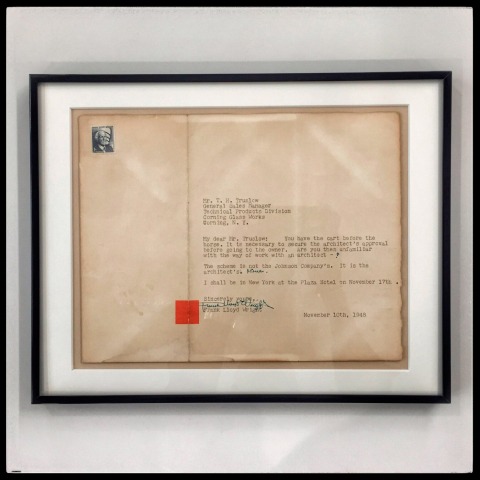 Mr. T. H. Truslow
General Sales Manager
Technical Products Division
Corning Glass Works
Corning, N. Y.
My dear Mr. Truslow: You have the cart before the
horse. It is necessary to secure the architect's approval
before going to the owner. Are you then unfamiliar
with the way of work with an architect - ?
The scheme is not the Johnson Company's. It is the
architect's.
I shall be in New York at the Plaza Hotel on November 17th .
Sincerely yours,
Frank Lloyd Wright
Frank Lloyd Wright
November 10th, 1948